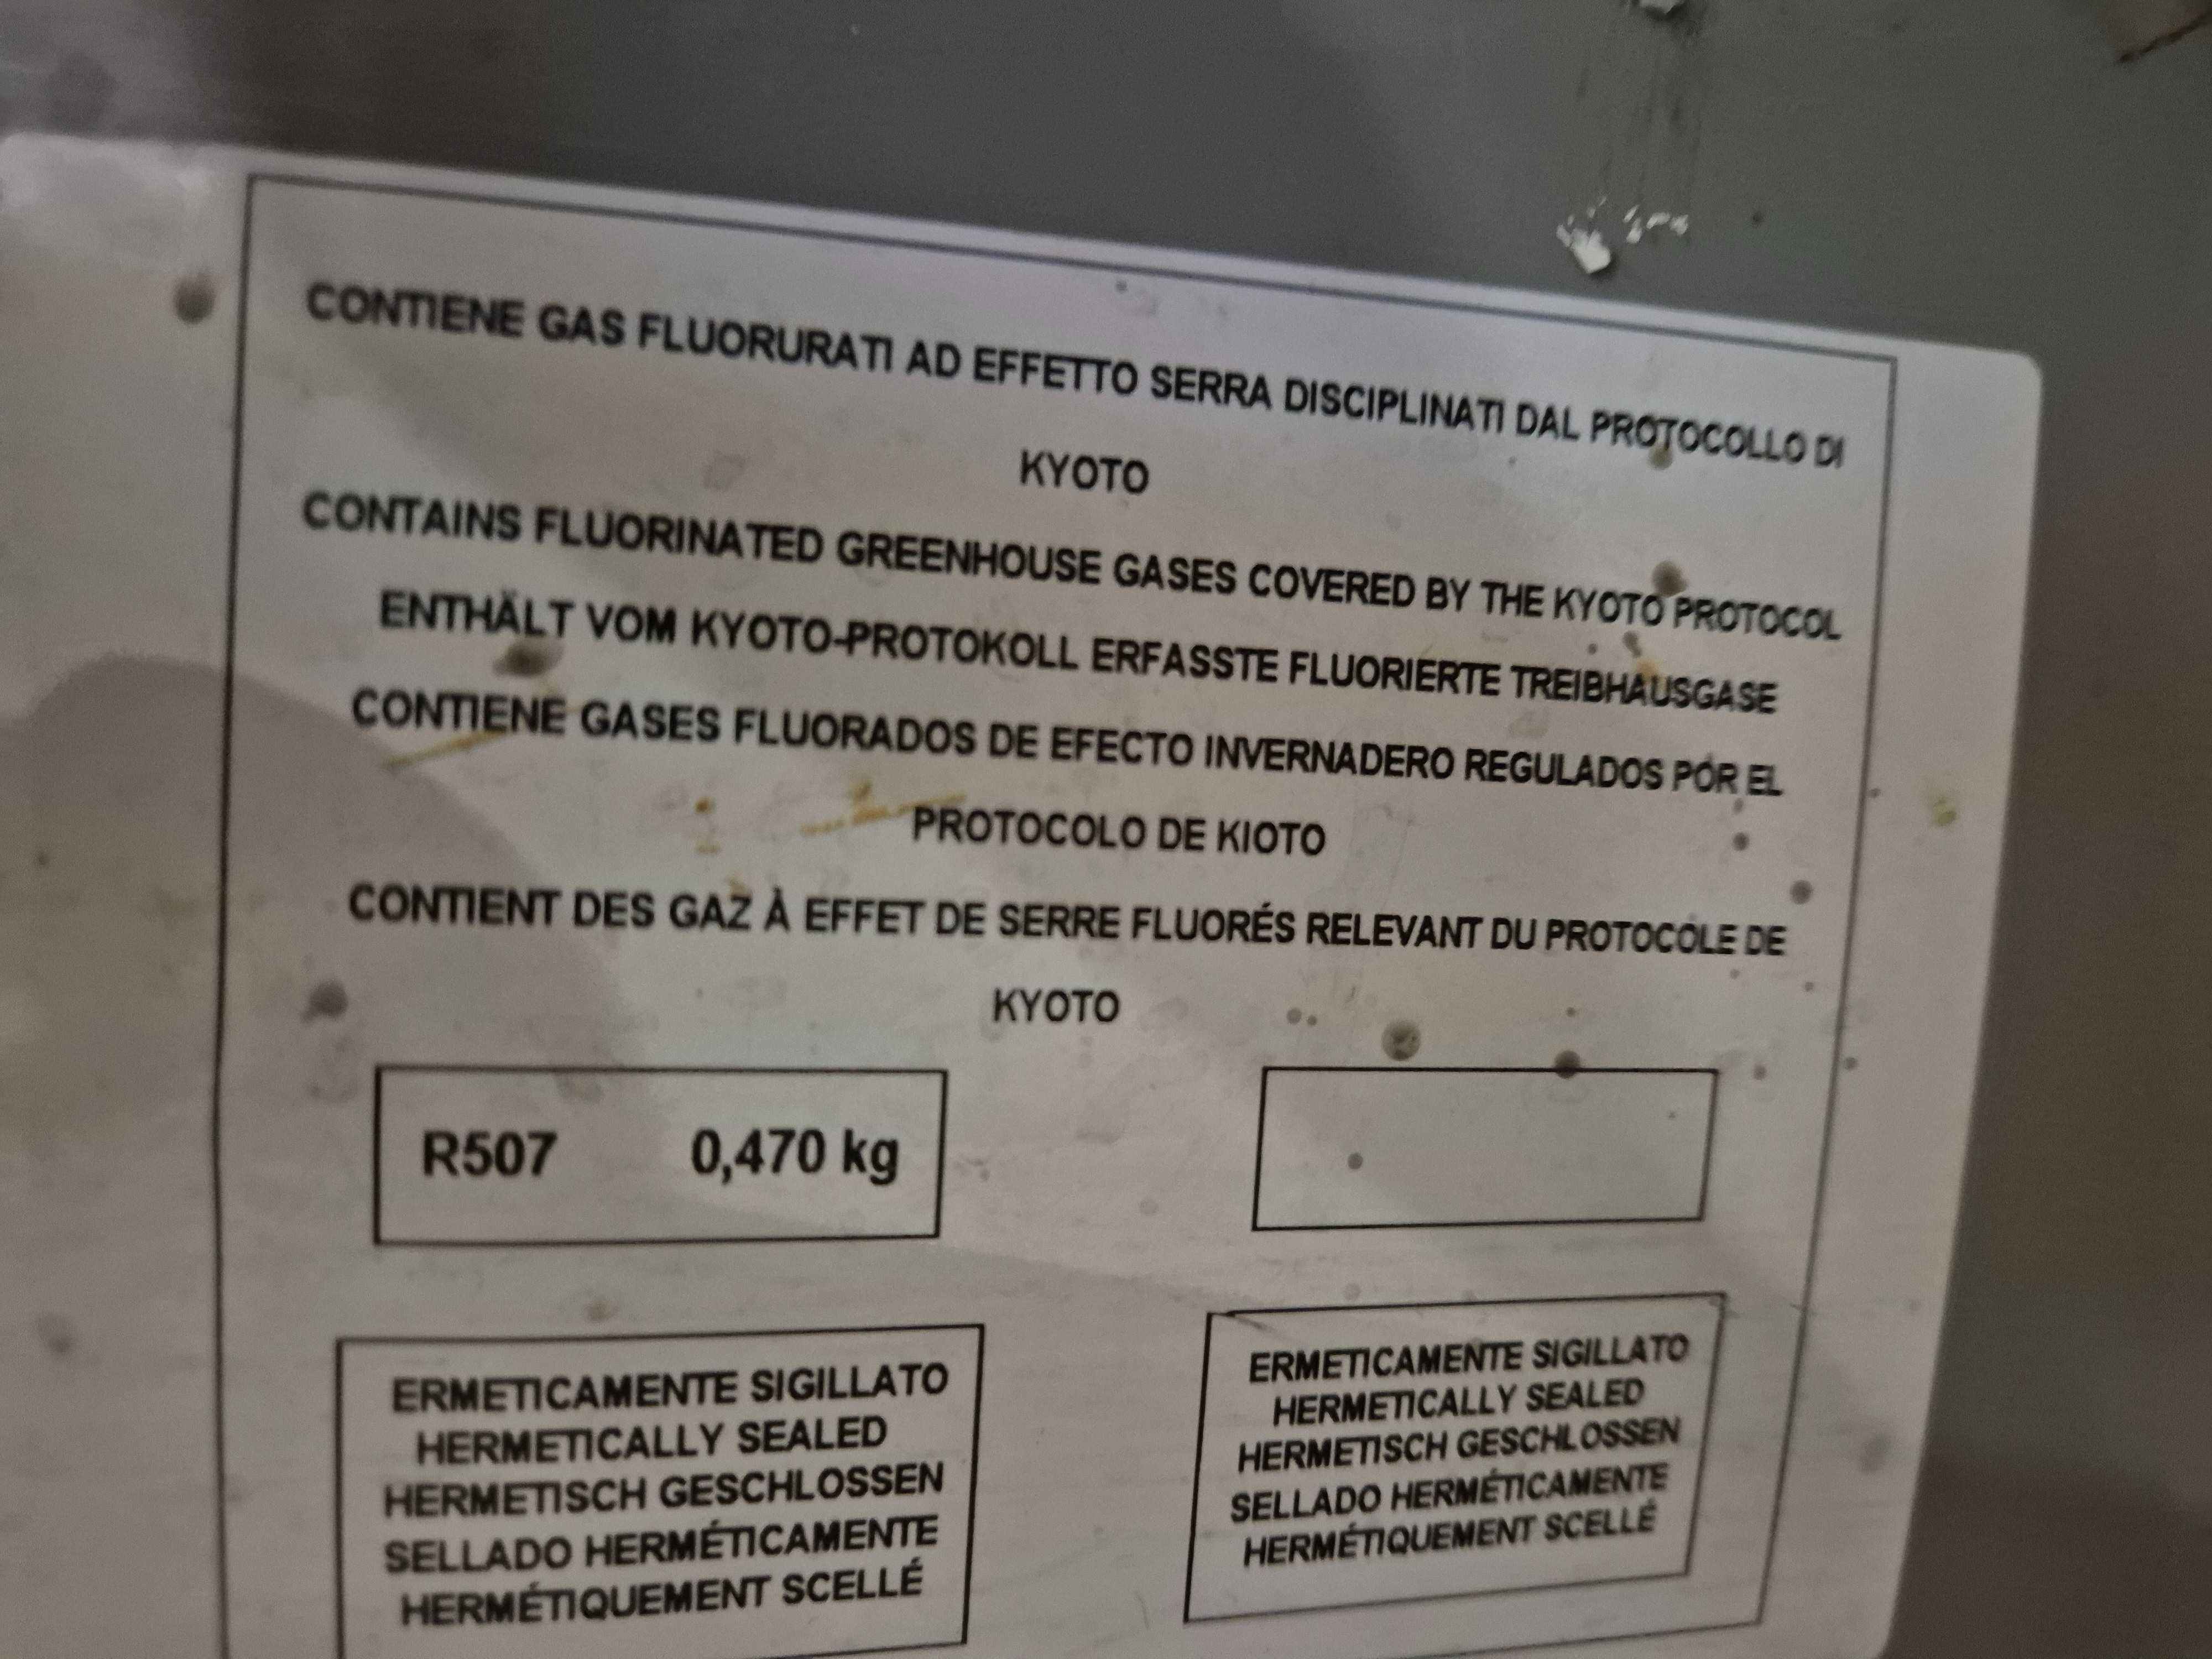 CONTIENE GAS FLUORURATI AD EFFETTO SERRA DISCIPLINATI DAL PROTOCOLLO DI
KYOTO
CONTAINS FLUORINATED GREENHOUSE GASES COVERED BY THE KYOTO PROTOCOL
ENTHÄLT VOM KYOTO-PROTOKOLL ERFASSTE FLUORIERTE TREIBHAUSGASE
CONTIENE GASES FLUORADOS DE EFECTO INVERNADERO REGULADOS POR EL
PROTOCOLO DE KIOTO
CONTIENT DES GAZ À EFFET DE SERRE FLUORÉS RELEVANT DU PROTOCOLE DE
KYOTO
R507 0,470 kg
ERMETICAMENTE SIGILLATO
HERMETICALLY SEALED
HERMETISCH GESCHLOSSEN
SELLADO HERMÉTICAMENTE
HERMÉTIQUEMENT SCELLÉ
ERMETICAMENTE SIGILLATO
HERMETICALLY SEALED
HERMETISCH GESCHLOSSEN
SELLADO HERMÉTICAMENTE
HERMÉTIQUEMENT SCELLÉ